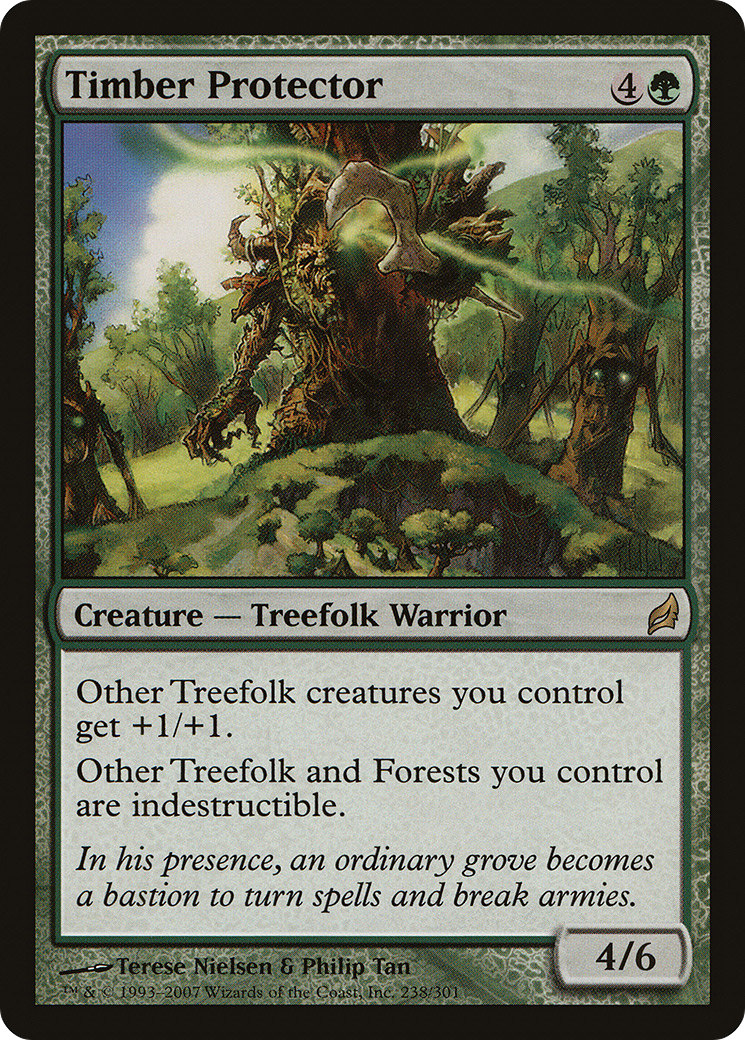 Timber Protector 4
Creature — Treefolk Warrior
Other Treefolk creatures you control
get +1/+1.
Other Treefolk and Forests you control
are indestructible.
In his presence, an ordinary grove becomes
a bastion to turn spells and break armies.
4/6
Terese Nielsen & Philip Tan
™ & © 1993–2007 Wizards of the Coast, Inc. 238/301